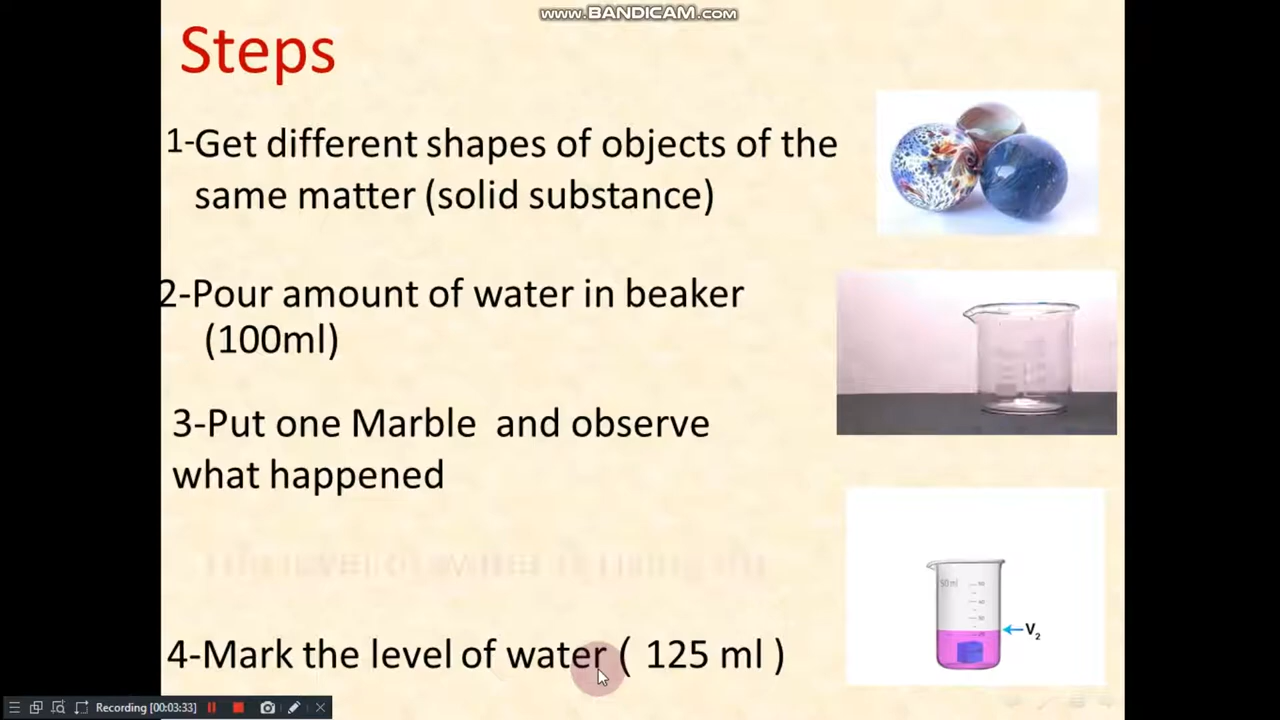 www.BANDICAM.com
Steps
1-Get different shapes of objects of the
same matter (solid substance)
2-Pour amount of water in beaker
(100ml)
3-Put one Marble and observe
what happened
50ml
V2
4-Mark the level of water ( 125 ml )
Recording [00:03:33]